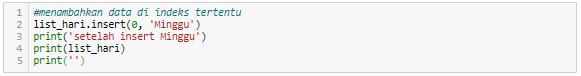 1 #menambahkan data di indeks tertentu
2 list_hari.insert(0, 'Minggu')
3 print('setelah insert Minggu')
4 print(list_hari)
5 print('')